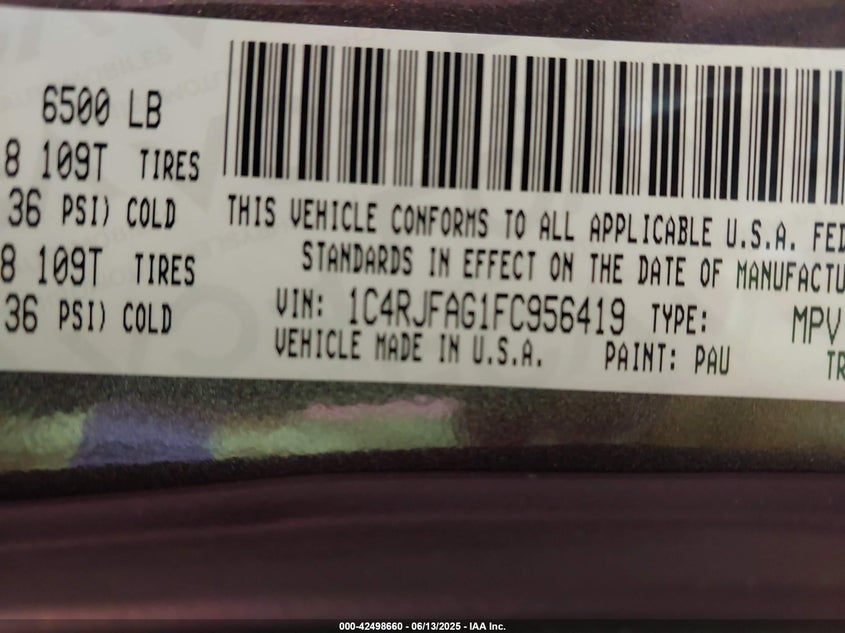 6500 LB
8 109T TIRES
36 PSI) COLD
8 109T TIRES
36 PSI) COLD
THIS VEHICLE CONFORMS TO ALL APPLICABLE U.S.A. FED
STANDARDS IN EFFECT ON THE DATE OF MANUFACTU
VIN: 1C4RJFAG1FC956419 TYPE: MPV
VEHICLE MADE IN U.S.A. PAINT: PAU TR
000-42498660 - 06/13/2025 - IAA Inc.